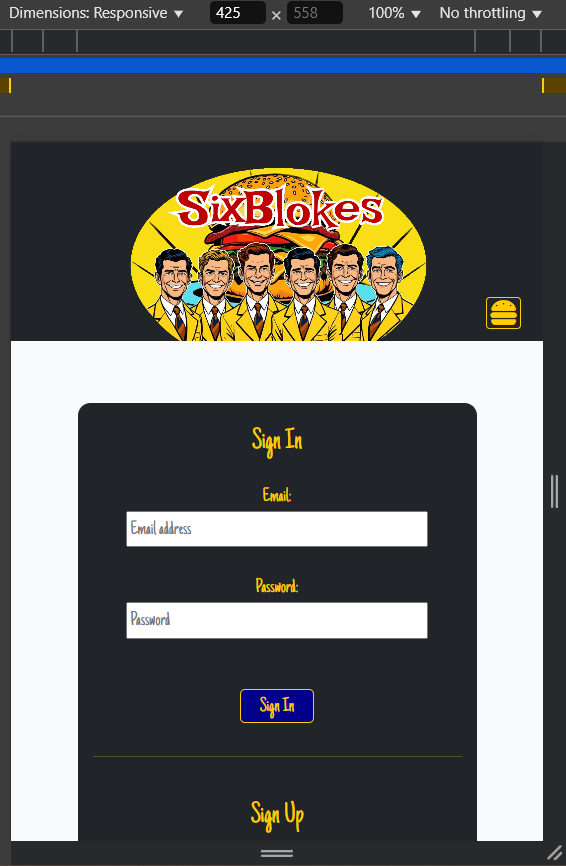 Dimensions: Responsive ▼ 425 × 558 100% ▼ No throttling ▼
SixBlokes
Sign In
Email:
Email address
Password:
Password
Sign In
Sign Up